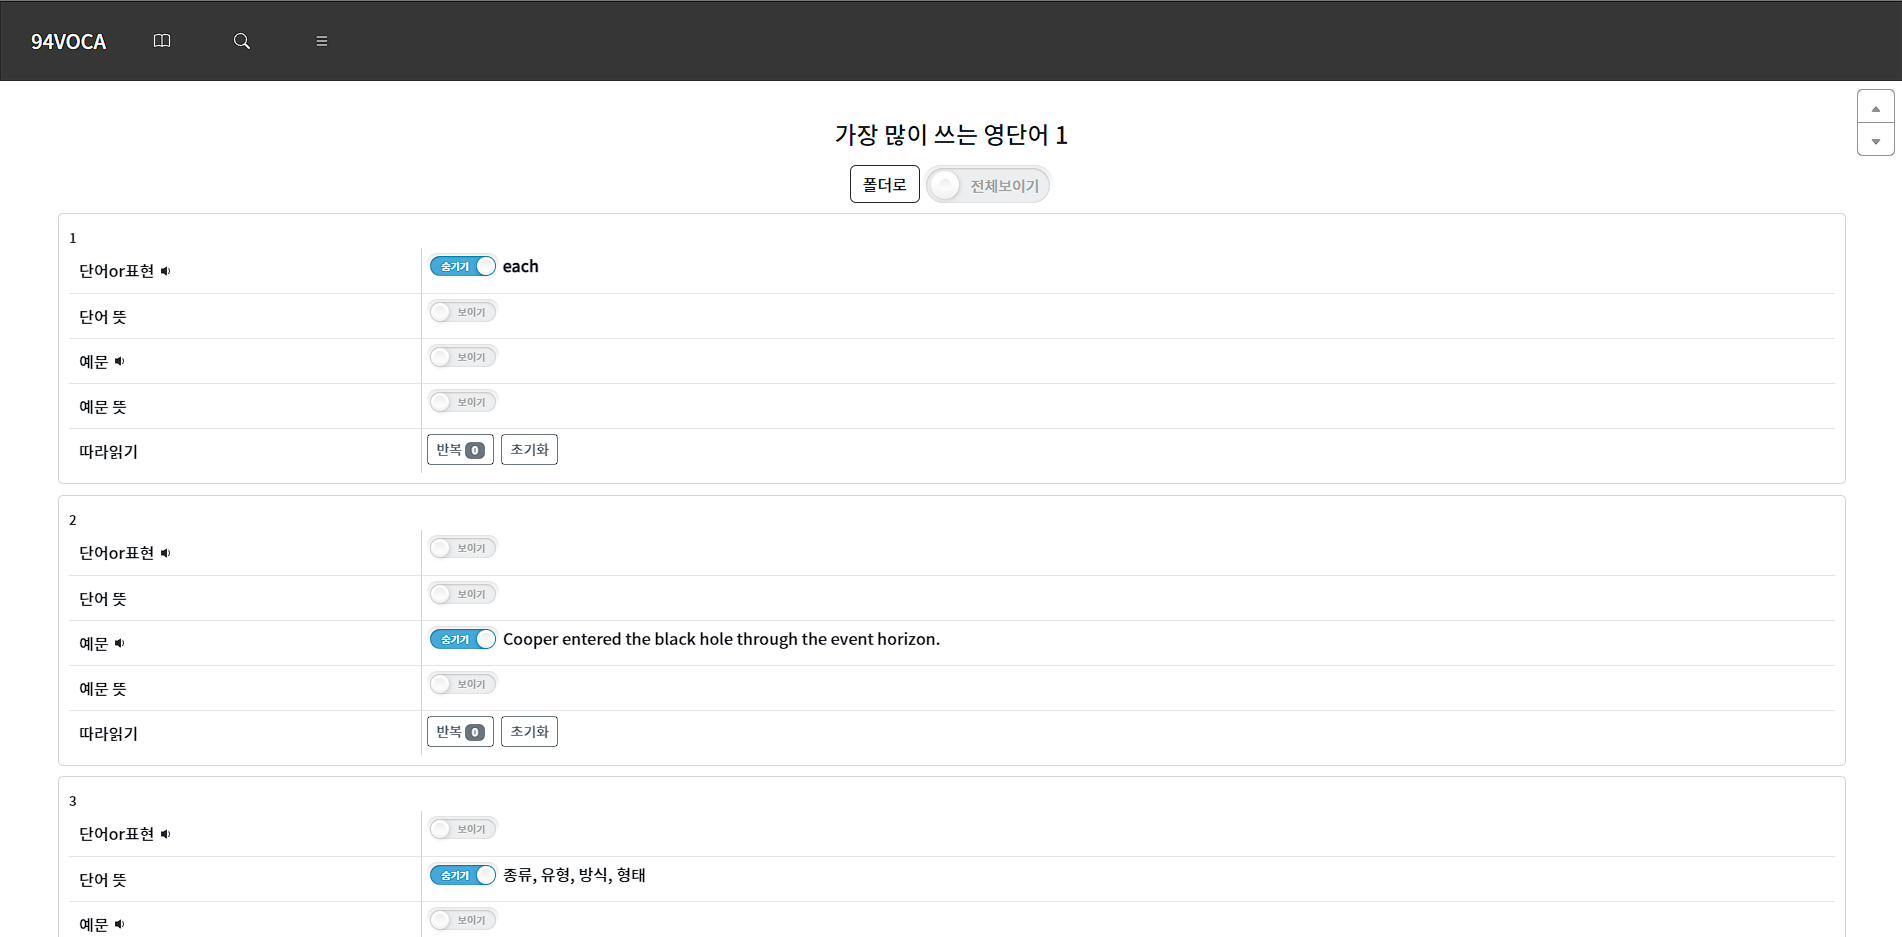 94VOCA
가장 많이 쓰는 영단어 1
폴더로 전체보이기
1
단어or표현 숨기기 each
단어 뜻 보이기
예문 보이기
예문 뜻 보이기
따라읽기 반복 0 초기화
2
단어or표현 보이기
단어 뜻 보이기
예문 숨기기 Cooper entered the black hole through the event horizon.
예문 뜻 보이기
따라읽기 반복 0 초기화
3
단어or표현 보이기
단어 뜻 숨기기 종류, 유형, 방식, 형태
예문 보이기